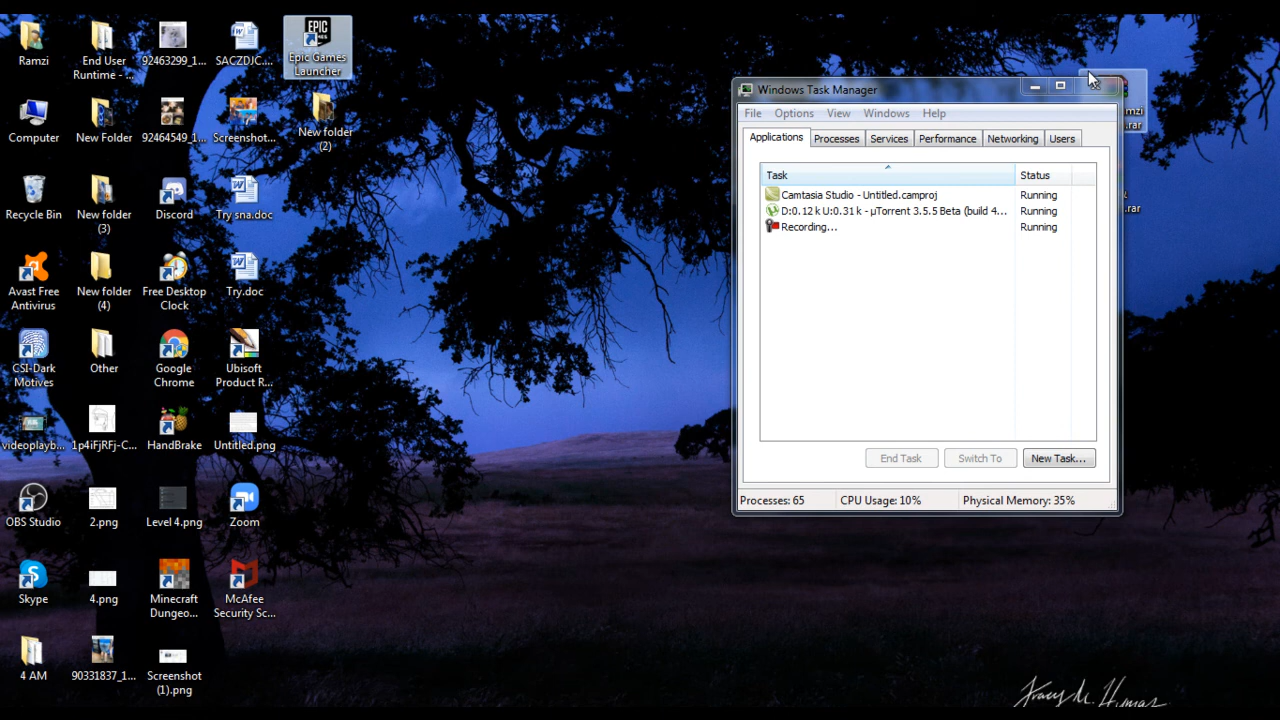 Ramzi
End User
Runtime - ...
92463299_1...
SACZDJC....
EPIC
Epic Games
Launcher
Computer
New Folder
92464549_1...
Screenshot...
New folder
(2)
Recycle Bin
New folder
(3)
Discord
Try sna.doc
Avast Free
Antivirus
New folder
(4)
Free Desktop
Clock
Try.doc
CSI-Dark
Motives
Other
Google
Chrome
Ubisoft
Product R...
videoplayb...
1p4iFjRFj-C...
HandBrake
Untitled.png
OBS Studio
2.png
Level 4.png
Zoom
Skype
4.png
Minecraft
Dungeo...
McAfee
Security Sc...
4 AM
90331837_1...
Screenshot
(1).png
Windows Task Manager
File Options View Windows Help
Applications Processes Services Performance Networking Users
Task Status
Camtasia Studio - Untitled.camproj Running
D:0.12 k U:0.31 k - µTorrent 3.5.5 Beta (build 4... Running
Recording... Running
End Task Switch To New Task...
Processes: 65 CPU Usage: 10% Physical Memory: 35%
mzi
.rar
&
.rar